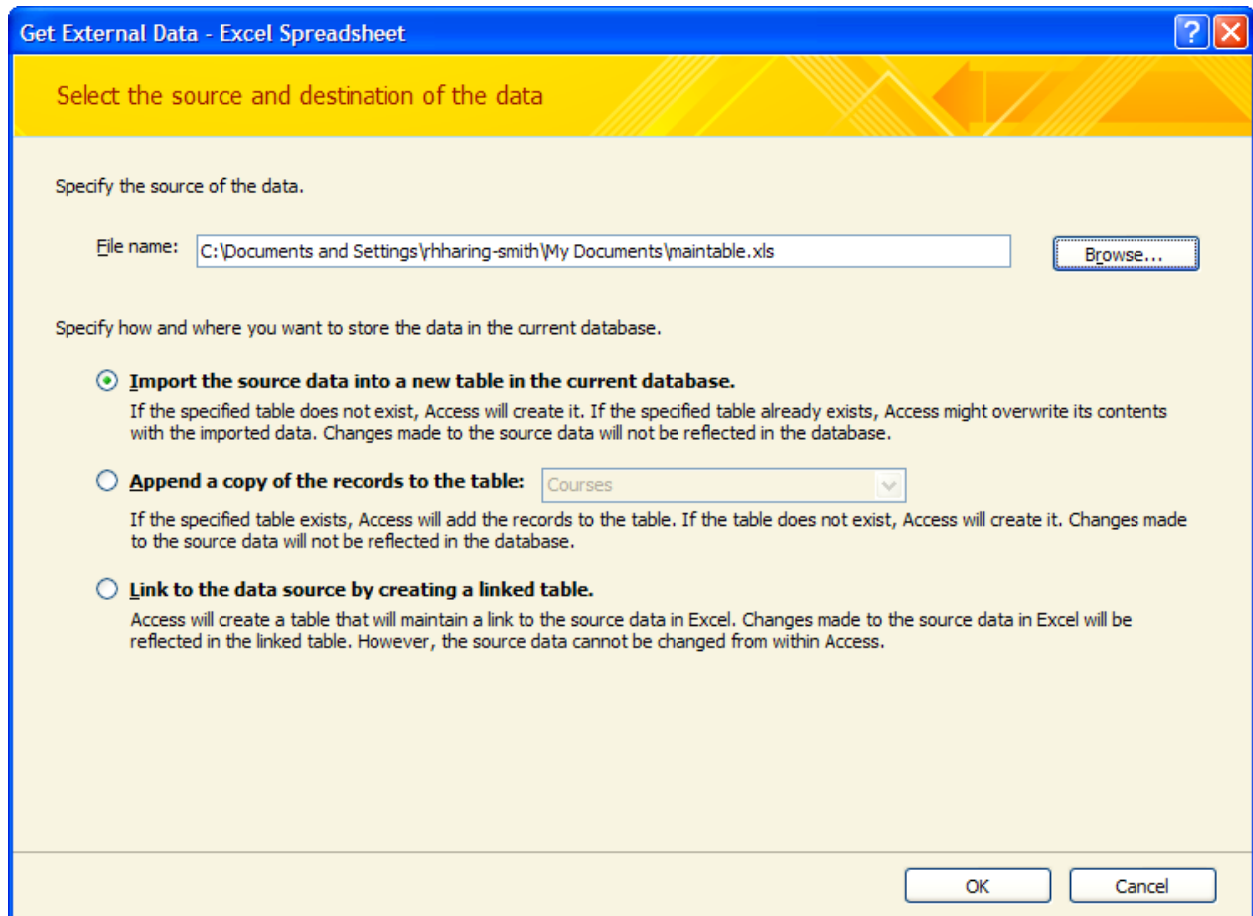 Get External Data - Excel Spreadsheet
Select the source and destination of the data
Specify the source of the data.
File name: C:\Documents and Settings\rhharing-smith\My Documents\maintable.xls Browse...
Specify how and where you want to store the data in the current database.
Import the source data into a new table in the current database.
If the specified table does not exist, Access will create it. If the specified table already exists, Access might overwrite its contents
with the imported data. Changes made to the source data will not be reflected in the database.
Append a copy of the records to the table: Courses
If the specified table exists, Access will add the records to the table. If the table does not exist, Access will create it. Changes made
to the source data will not be reflected in the database.
Link to the data source by creating a linked table.
Access will create a table that will maintain a link to the source data in Excel. Changes made to the source data in Excel will be
reflected in the linked table. However, the source data cannot be changed from within Access.
OK Cancel